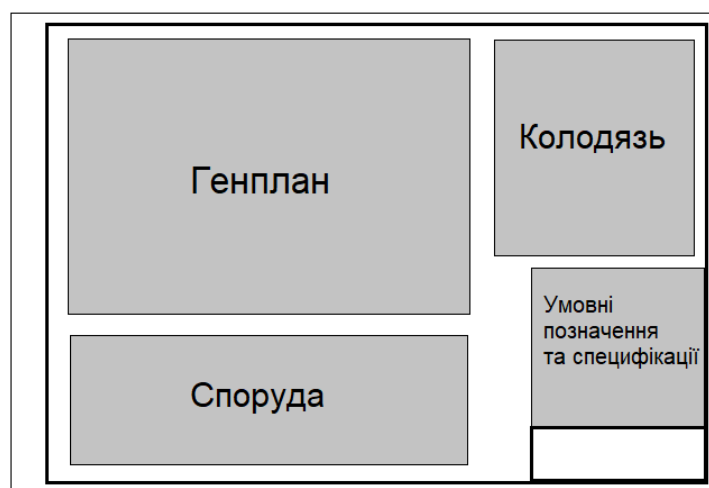 Генплан
Колодязь
Умовні
позначення
та специфікації
Споруда